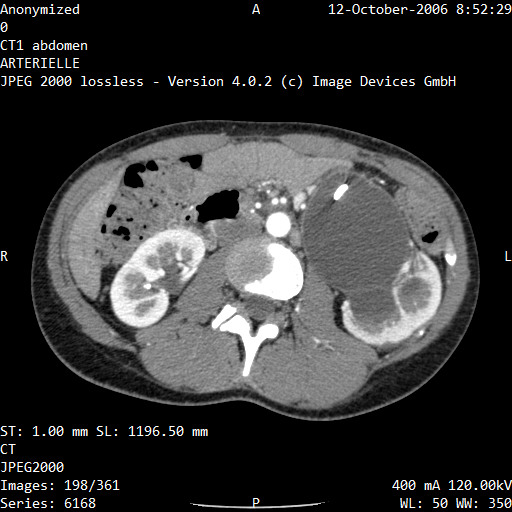 Anonymized A 12-October-2006 8:52:29
0
CT1 abdomen
ARTERIELLE
JPEG 2000 lossless - Version 4.0.2 (c) Image Devices GmbH
R L
ST: 1.00 mm SL: 1196.50 mm
CT
JPEG2000
Images: 198/361 400 mA 120.00kV
Series: 6168 P WL: 50 WW: 350